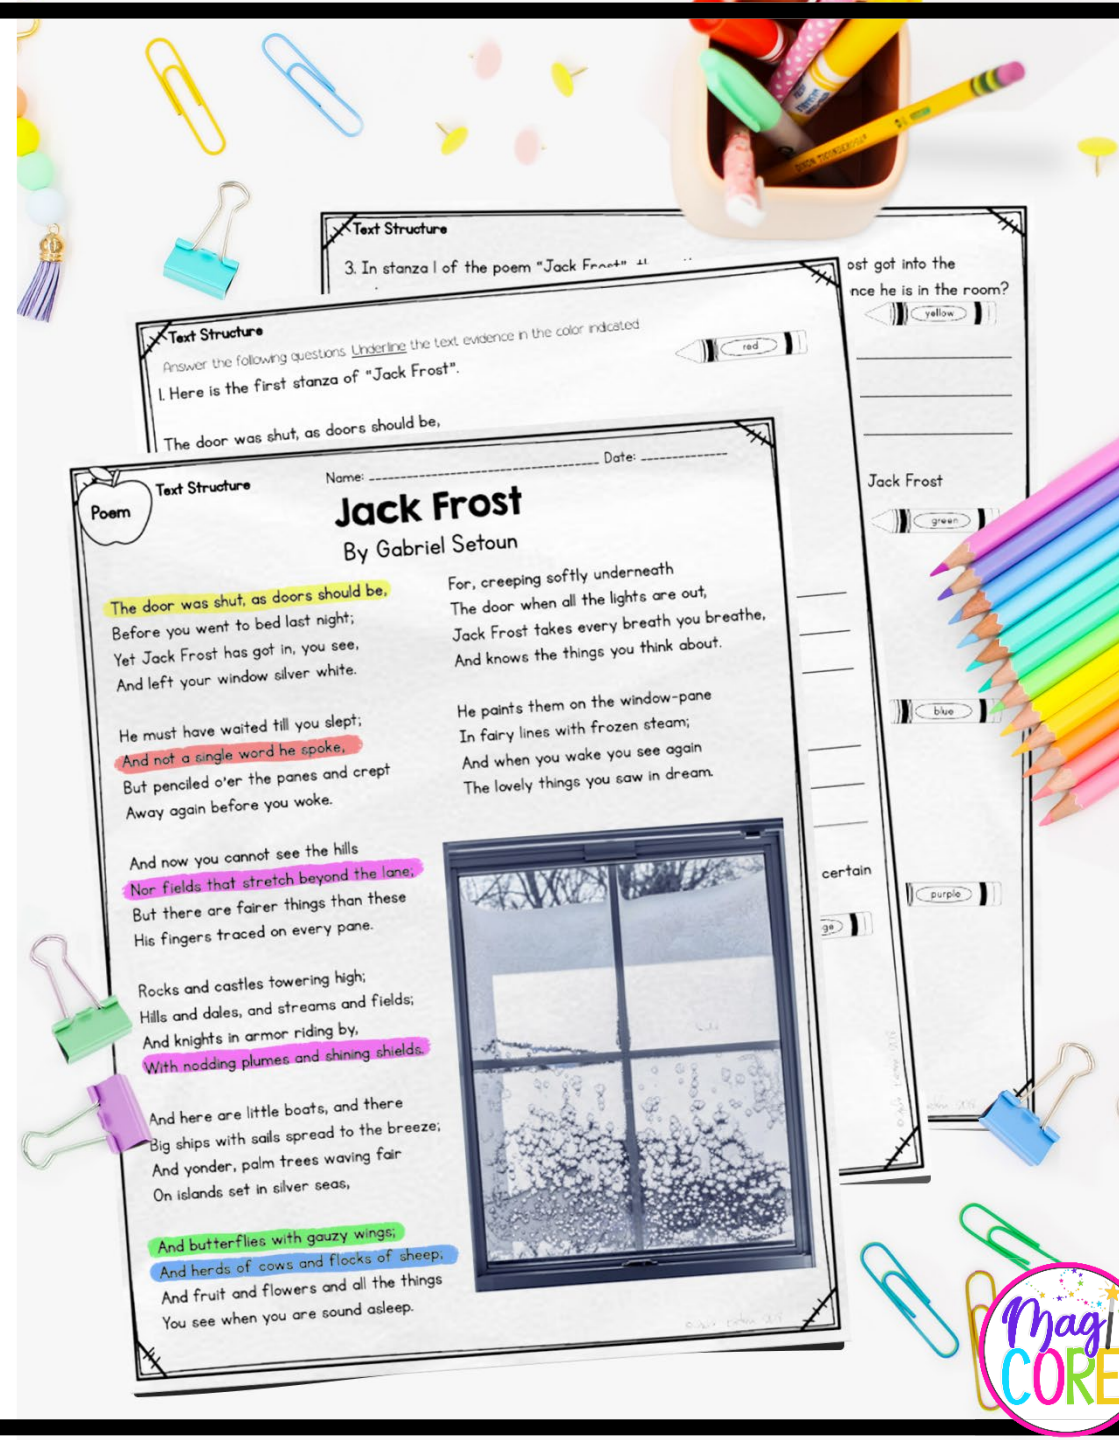 Text Structure
3. In stanza 1 of the poem "Jack Frost"
ost got into the
nce he is in the room?
yellow
Jack Frost
green
blue
purple
Text Structure
Answer the following questions. Underline the text evidence in the color indicated
red
1. Here is the first stanza of "Jack Frost".
The door was shut, as doors should be,
certain
Poem
Text Structure
Name: Date:
Jack Frost
By Gabriel Setoun
The door was shut, as doors should be,
Before you went to bed last night;
Yet Jack Frost has got in, you see,
And left your window silver white.
He must have waited till you slept;
And not a single word he spoke,
But penciled o'er the panes and crept
Away again before you woke.
And now you cannot see the hills
Nor fields that stretch beyond the lane;
But there are fairer things than these
His fingers traced on every pane.
Rocks and castles towering high;
Hills and dales, and streams and fields;
And knights in armor riding by,
With nodding plumes and shining shields.
And here are little boats, and there
Big ships with sails spread to the breeze;
And yonder, palm trees waving fair
On islands set in silver seas,
And butterflies with gauzy wings;
And herds of cows and flocks of sheep;
And fruit and flowers and all the things
You see when you are sound asleep.
For, creeping softly underneath
The door when all the lights are out,
Jack Frost takes every breath you breathe,
And knows the things you think about.
He paints them on the window-pane
In fairy lines with frozen steam;
And when you wake you see again
The lovely things you saw in dream.
DIXON TICONDEROGA
Magi
CORE